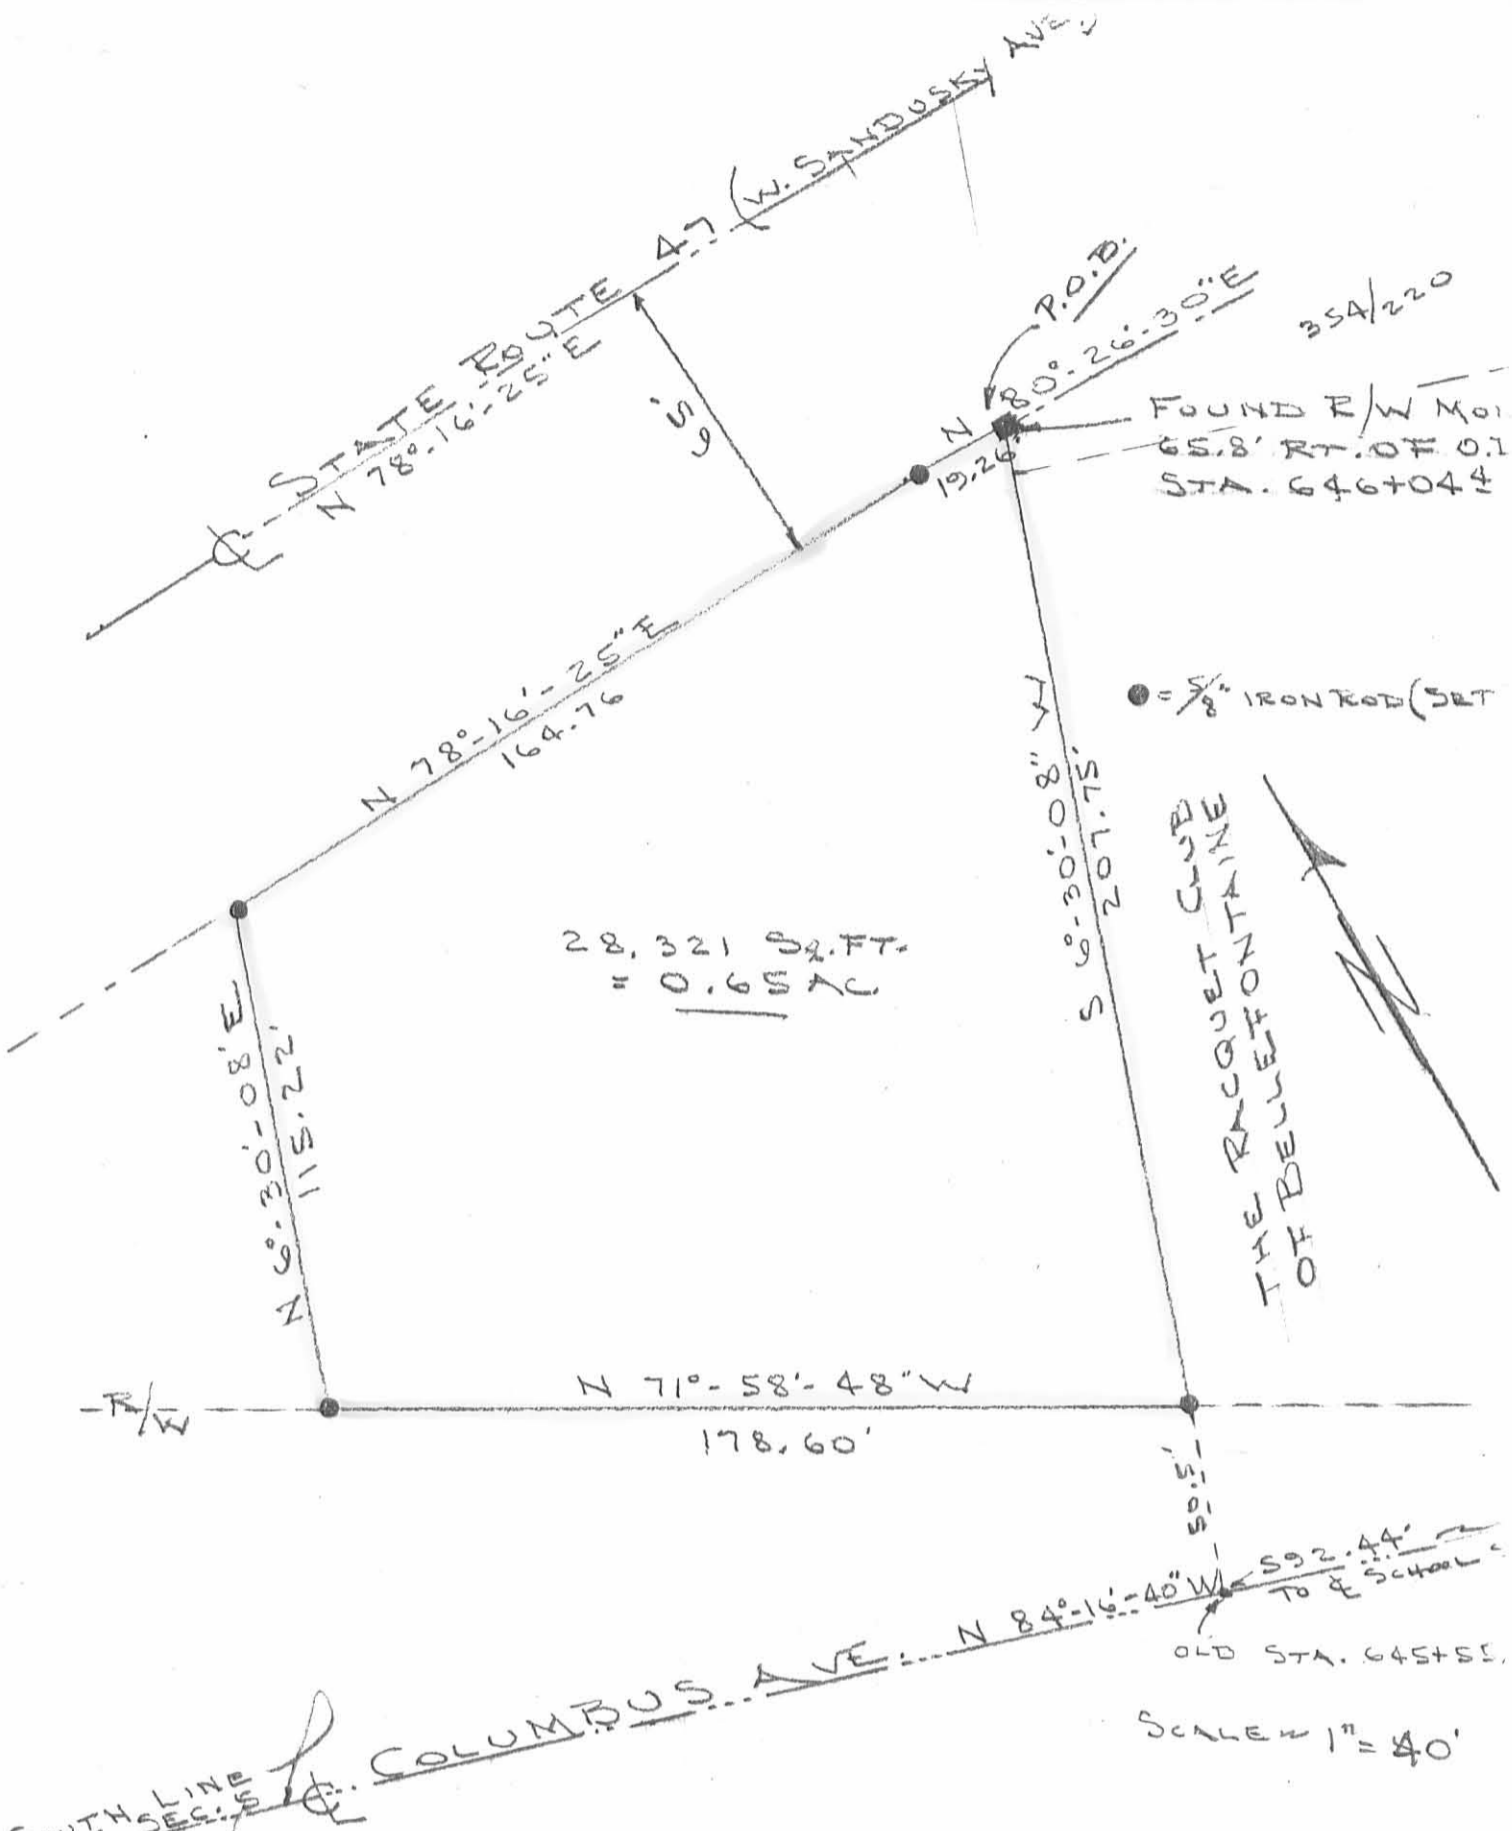 STATE ROUTE 47 (W. SANDUSKY AVE.)
N 78°-16'-25" E
65'
P.O.B.
N 80°-26'-30" E
19.26
354/220
FOUND R/W
65.8' RT. OF
STA. 646+04
N 78°-16'-25" E
164.76
● = 5/8" IRON ROD (SET
S 6°-30'-08" W
207.75'
THE RACQUET CLUB
OF BELLEFONTAINE
N
28,321 SQ. FT.
= 0.65 AC.
N 6°-30'-08' E
115.22'
R/W
N 71°-58'-48" W
178.60'
50.5'
592.44'
TO ℄ SCHOOL
N 84°-16'-40" W
OLD STA. 645+55.
℄ COLUMBUS AVE.
LINE
SEC. 5
SCALE 1" = 40'